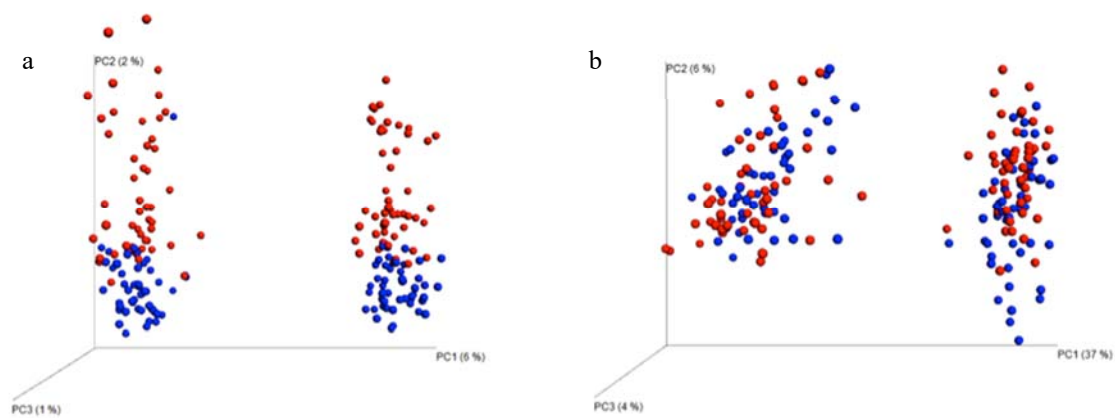 a
PC2 (2 %)
PC1 (6 %)
PC3 (1 %)
b
PC2 (6 %)
PC1 (37 %)
PC3 (4 %)